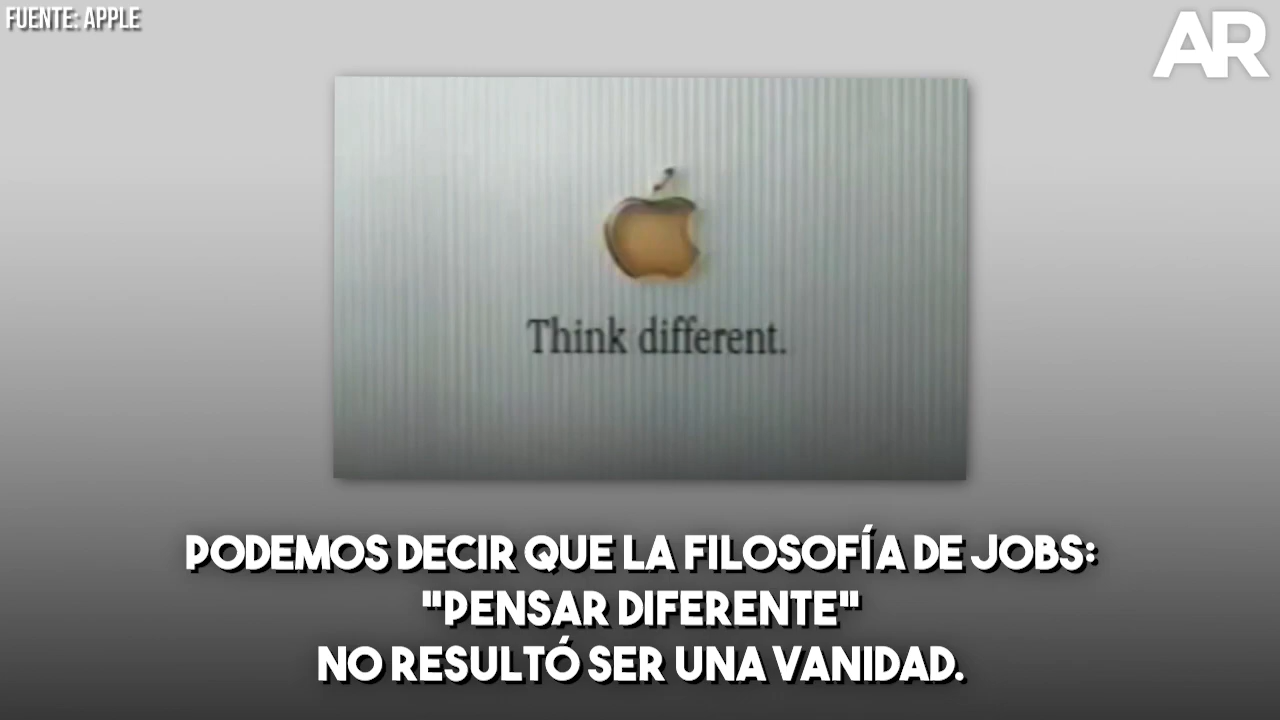 FUENTE: APPLE
AR
Think different.
PODEMOS DECIR QUE LA FILOSOFÍA DE JOBS:
"PENSAR DIFERENTE"
NO RESULTÓ SER UNA VANIDAD.